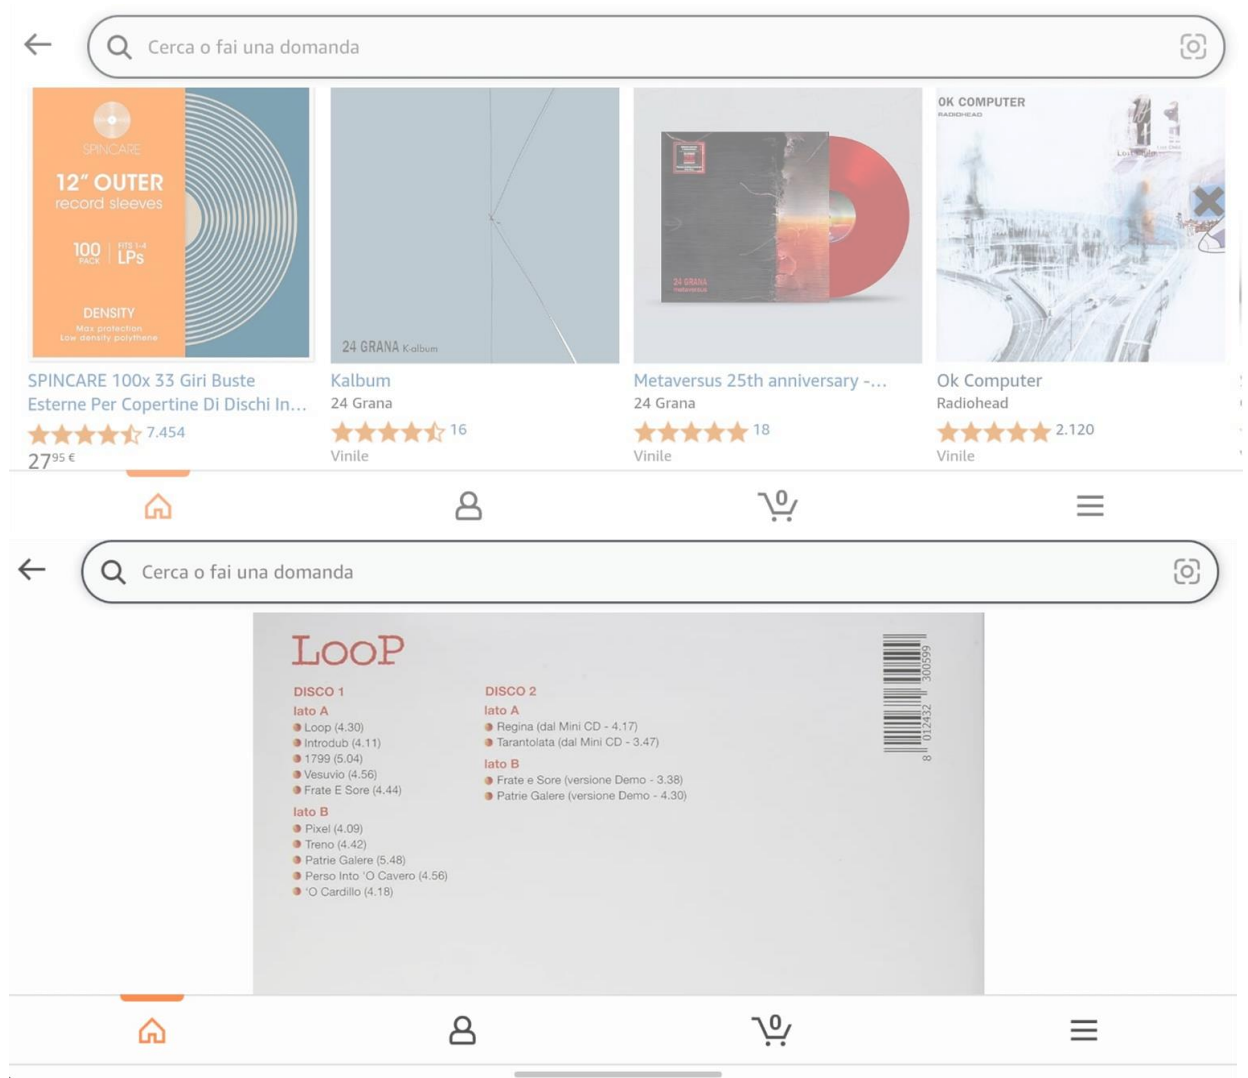 Cerca o fai una domanda
SPINCARE
12" OUTER
record sleeves
100 PACK FITS 1-4 LPs
DENSITY
Max protection
Low density polythene
24 GRANA K-album
24 GRANA
OK COMPUTER
RADIOHEAD
SPINCARE 100x 33 Giri Buste
Esterne Per Copertine Di Dischi In...
7.454
27⁹⁵ €
Kalbum
24 Grana
16
Vinile
Metaversus 25th anniversary -...
24 Grana
18
Vinile
Ok Computer
Radiohead
2.120
Vinile
0
Cerca o fai una domanda
LooP
DISCO 1
lato A
Loop (4.30)
Introdub (4.11)
1799 (5.04)
Vesuvio (4.56)
Frate E Sore (4.44)
lato B
Pixel (4.09)
Treno (4.42)
Patrie Galere (5.48)
Perso Into 'O Cavero (4.56)
'O Cardillo (4.18)
DISCO 2
lato A
Regina (dal Mini CD - 4.17)
Tarantolata (dal Mini CD - 3.47)
lato B
Frate e Sore (versione Demo - 3.38)
Patrie Galere (versione Demo - 4.30)
8 012432 300599
0